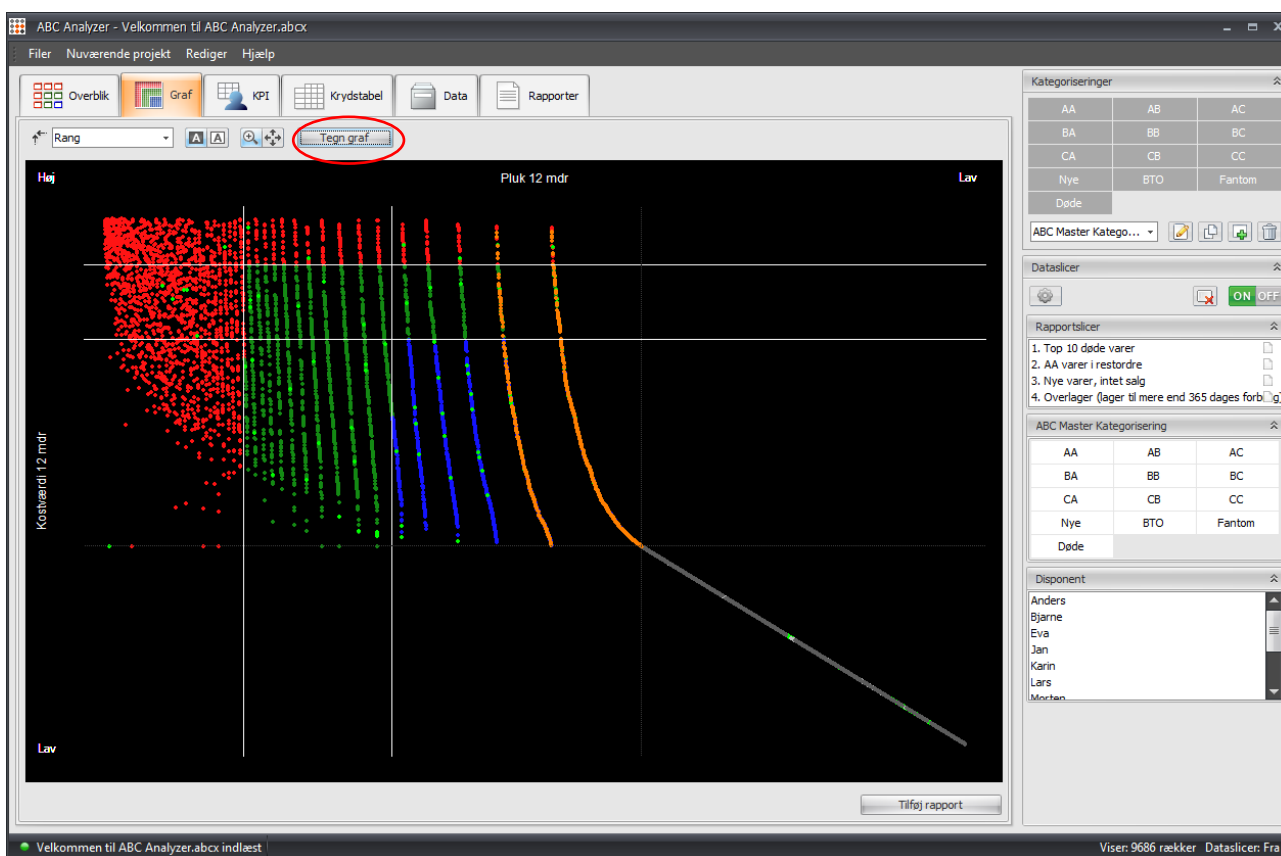 ABC Analyzer - Velkommen til ABC Analyzer.abcx
Filer Nuværende projekt Rediger Hjælp
Overblik Graf KPI Krydstabel Data Rapporter
Rang A A Tegn graf
Høj Pluk 12 mdr Lav
Kostværdi 12 mdr
Lav
Tilføj rapport
Kategoriseringer
AA AB AC
BA BB BC
CA CB CC
Nye BTO Fantom
Døde
ABC Master Katego...
Dataslicer
ON OFF
Rapportslicer
1. Top 10 døde varer
2. AA varer i restordre
3. Nye varer, intet salg
4. Overlager (lager til mere end 365 dages
ABC Master Kategorisering
AA AB AC
BA BB BC
CA CB CC
Nye BTO Fantom
Døde
Disponent
Anders
Bjarne
Eva
Jan
Karin
Lars
Morten
Velkommen til ABC Analyzer.abcx indlæst Viser: 9686 rækker Dataslicer: Fra